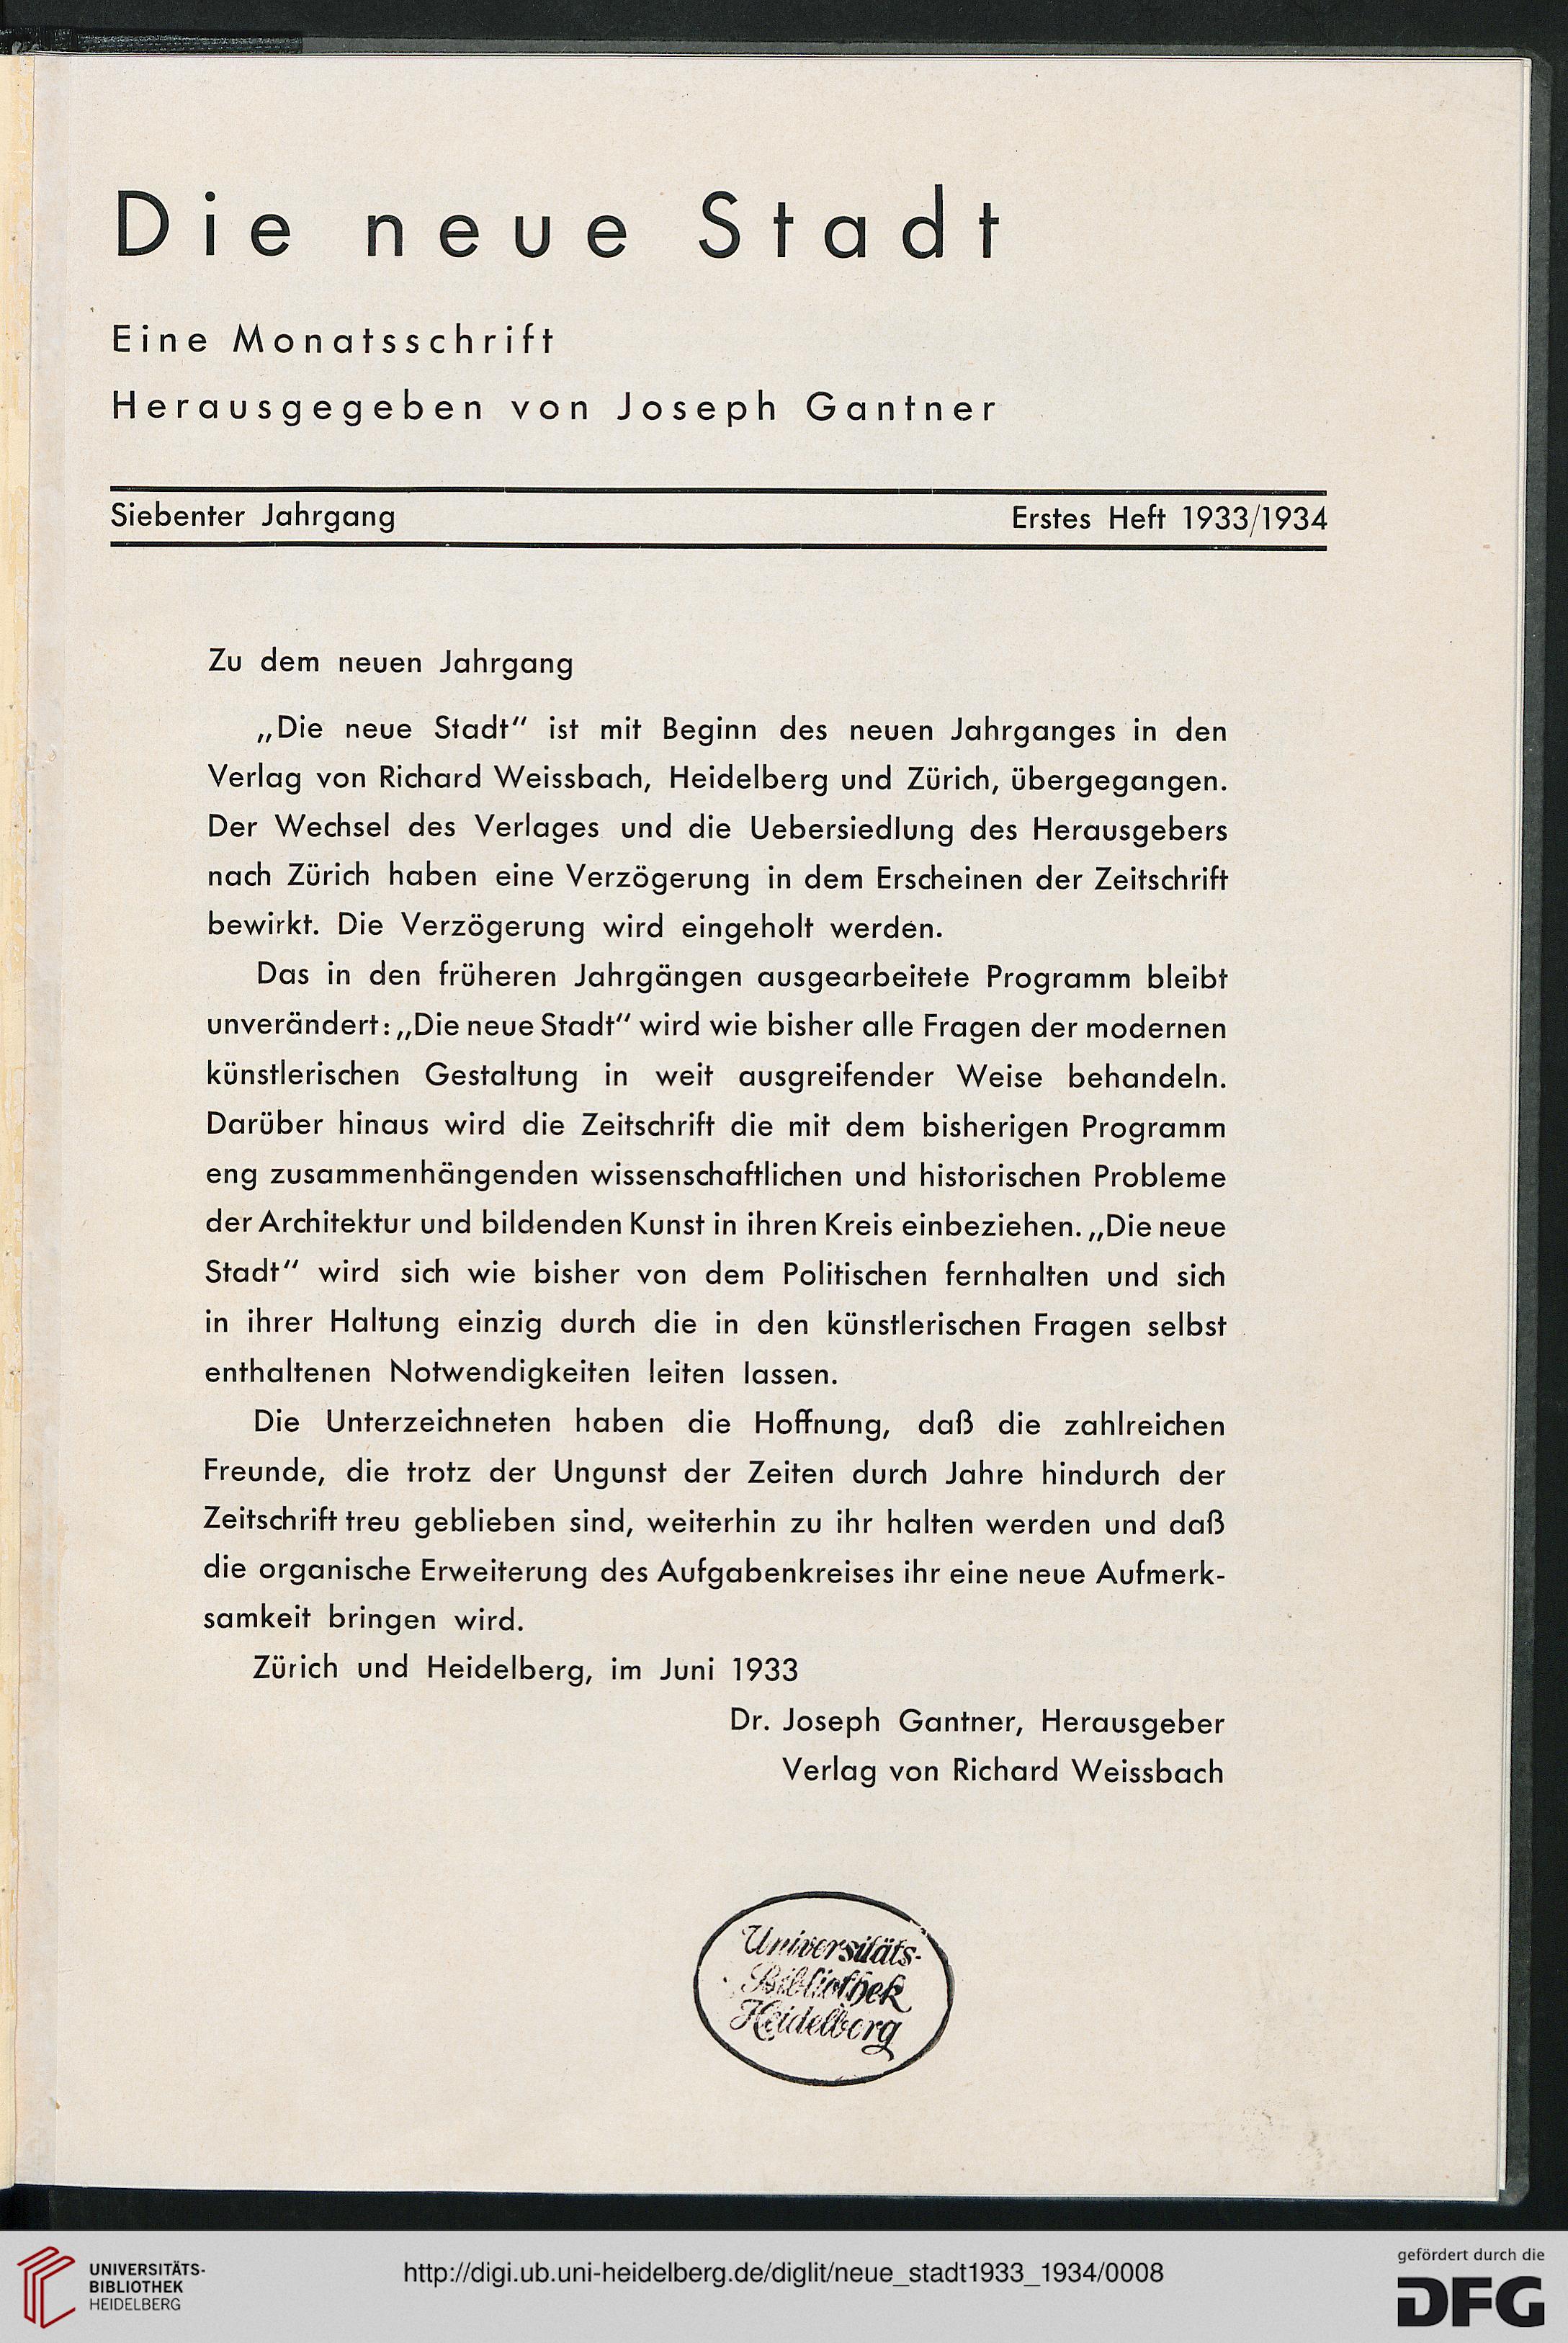 Die neue Stadt
Eine Monatsschrift
Herausgegeben von Joseph Gantner
Siebenter Jahrgang Erstes Heft 1933/1934
Zu dem neuen Jahrgang
„Die neue Stadt“ ist mit Beginn des neuen Jahrganges in den
Verlag von Richard Weissbach, Heidelberg und Zürich, übergegangen.
Der Wechsel des Verlages und die Uebersiedlung des Herausgebers
nach Zürich haben eine Verzögerung in dem Erscheinen der Zeitschrift
bewirkt. Die Verzögerung wird eingeholt werden.
Das in den früheren Jahrgängen ausgearbeitete Programm bleibt
unverändert: „Die neue Stadt“ wird wie bisher alle Fragen der modernen
künstlerischen Gestaltung in weit ausgreifender Weise behandeln.
Darüber hinaus wird die Zeitschrift die mit dem bisherigen Programm
eng zusammenhängenden wissenschaftlichen und historischen Probleme
der Architektur und bildenden Kunst in ihren Kreis einbeziehen. „Die neue
Stadt“ wird sich wie bisher von dem Politischen fernhalten und sich
in ihrer Haltung einzig durch die in den künstlerischen Fragen selbst
enthaltenen Notwendigkeiten leiten lassen.
Die Unterzeichneten haben die Hoffnung, daß die zahlreichen
Freunde, die trotz der Ungunst der Zeiten durch Jahre hindurch der
Zeitschrift treu geblieben sind, weiterhin zu ihr halten werden und daß
die organische Erweiterung des Aufgabenkreises ihr eine neue Aufmerk-
samkeit bringen wird.
Zürich und Heidelberg, im Juni 1933
Dr. Joseph Gantner, Herausgeber
Verlag von Richard Weissbach
Universitäts-
Bibliothek
Heidelberg
UNIVERSITÄTS-
BIBLIOTHEK
HEIDELBERG
http://digi.ub.uni-heidelberg.de/diglit/neue_stadt1933_1934/0008
gefördert durch die
DFG